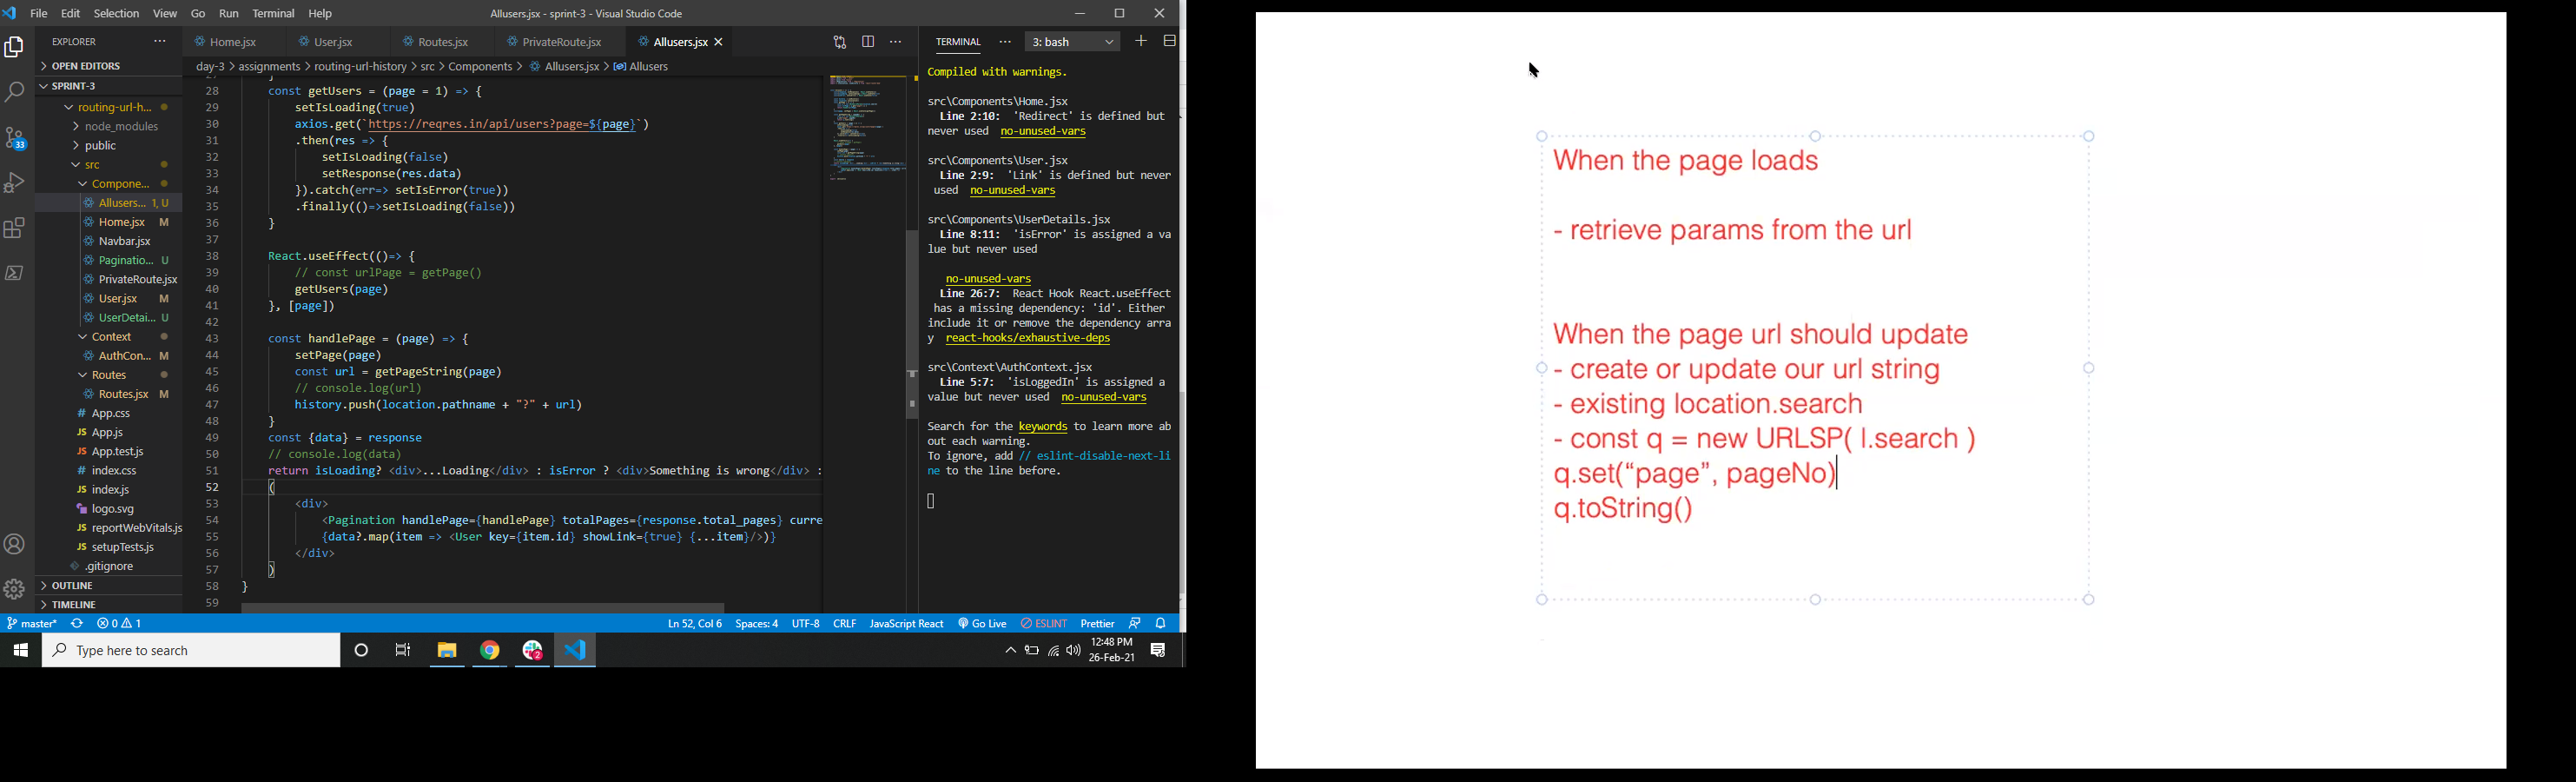 File Edit Selection View Go Run Terminal Help
Allusers.jsx - sprint-3 - Visual Studio Code
EXPLORER
OPEN EDITORS
SPRINT-3
routing-url-h...
node_modules
public
src
Compone...
Allusers... 1, U
Home.jsx M
Navbar.jsx
Paginatio... U
PrivateRoute.jsx
User.jsx M
UserDetai... U
Context
AuthCon... M
Routes
Routes.jsx M
# App.css
JS App.js
JS App.test.js
# index.css
JS index.js
logo.svg
JS reportWebVitals.js
JS setupTests.js
.gitignore
OUTLINE
TIMELINE
33
Home.jsx User.jsx Routes.jsx PrivateRoute.jsx Allusers.jsx
day-3 > assignments > routing-url-history > src > Components > Allusers.jsx > Allusers
28 const getUsers = (page = 1) => {
29 setIsLoading(true)
30 axios.get(`https://reqres.in/api/users?page=${page}`)
31 .then(res => {
32 setIsLoading(false)
33 setResponse(res.data)
34 }).catch(err=> setIsError(true))
35 .finally(()=>setIsLoading(false))
36 }
37
38 React.useEffect(()=> {
39 // const urlPage = getPage()
40 getUsers(page)
41 }, [page])
42
43 const handlePage = (page) => {
44 setPage(page)
45 const url = getPageString(page)
46 // console.log(url)
47 history.push(location.pathname + "?" + url)
48 }
49 const {data} = response
50 // console.log(data)
51 return isLoading? <div>...Loading</div> : isError ? <div>Something is wrong</div> :
52 (
53 <div>
54 <Pagination handlePage={handlePage} totalPages={response.total_pages} curre
55 {data?.map(item => <User key={item.id} showLink={true} {...item}/>)}
56 </div>
57 )
58 }
59
TERMINAL
3: bash
Compiled with warnings.
src\Components\Home.jsx
Line 2:10: 'Redirect' is defined but
never used no-unused-vars
src\Components\User.jsx
Line 2:9: 'Link' is defined but never
used no-unused-vars
src\Components\UserDetails.jsx
Line 8:11: 'isError' is assigned a va
lue but never used
no-unused-vars
Line 26:7: React Hook React.useEffect
has a missing dependency: 'id'. Either
include it or remove the dependency arra
y react-hooks/exhaustive-deps
src\Context\AuthContext.jsx
Line 5:7: 'isLoggedIn' is assigned a
value but never used no-unused-vars
Search for the keywords to learn more ab
out each warning.
To ignore, add // eslint-disable-next-li
ne to the line before.
master* 0 1
Ln 52, Col 6 Spaces: 4 UTF-8 CRLF JavaScript React Go Live ESLINT Prettier
Type here to search
2
12:48 PM
26-Feb-21
When the page loads
- retrieve params from the url
When the page url should update
- create or update our url string
- existing location.search
- const q = new URLSP( l.search )
q.set(“page”, pageNo)
q.toString()